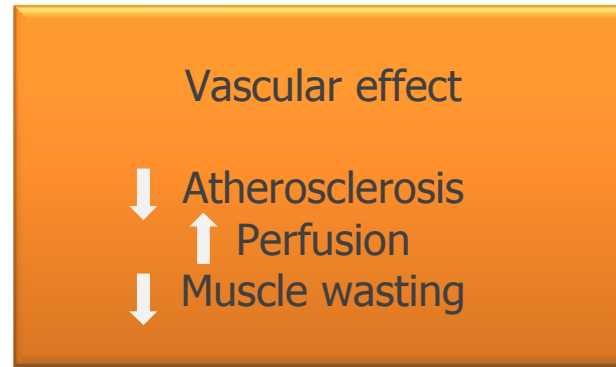 Vascular effect
Atherosclerosis
Perfusion
Muscle wasting